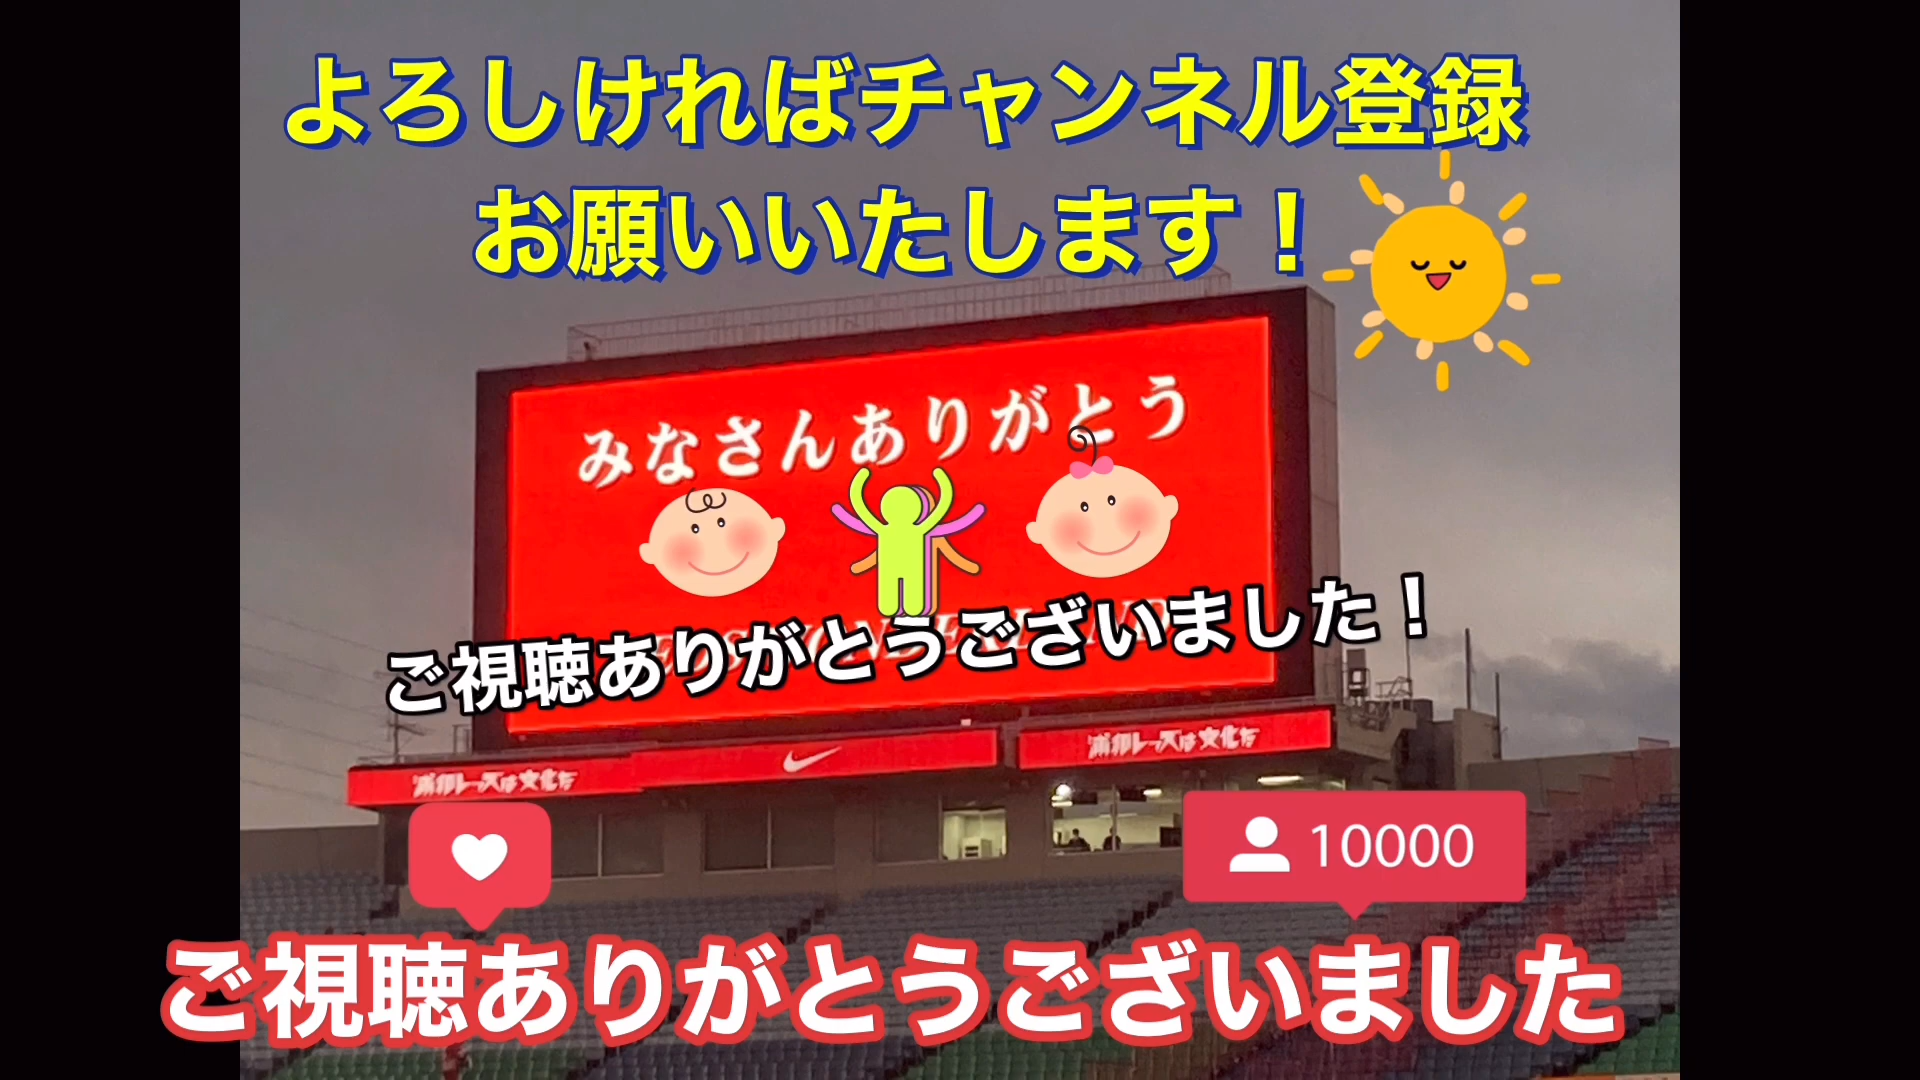 よろしければチャンネル登録
お願いいたします！
みなさんありがとう
ご視聴ありがとうございました！
浦和レッズは文化だ
浦和レッズは文化だ
10000
ご視聴ありがとうございました